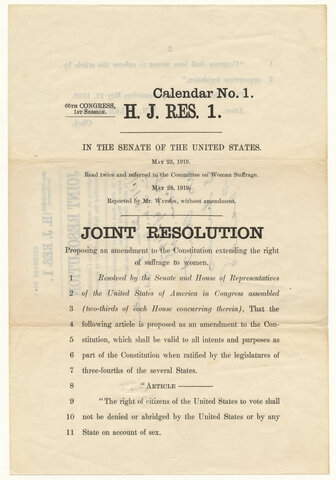 Calendar No. 1.
66TH CONGRESS,
1ST SESSION.
H. J. RES. 1.
IN THE SENATE OF THE UNITED STATES.
MAY 23, 1919.
Read twice and referred to the Committee on Woman Suffrage.
MAY 28, 1919.
Reported by Mr. WATSON, without amendment.
JOINT RESOLUTION
Proposing an amendment to the Constitution extending the right
of suffrage to women.
1 Resolved by the Senate and House of Representatives
2 of the United States of America in Congress assembled
3 (two-thirds of each House concurring therein), That the
4 following article is proposed as an amendment to the Con-
5 stitution, which shall be valid to all intents and purposes as
6 part of the Constitution when ratified by the legislatures of
7 three-fourths of the several States.
8 "ARTICLE ———
9 "The right of citizens of the United States to vote shall
10 not be denied or abridged by the United States or by any
11 State on account of sex.